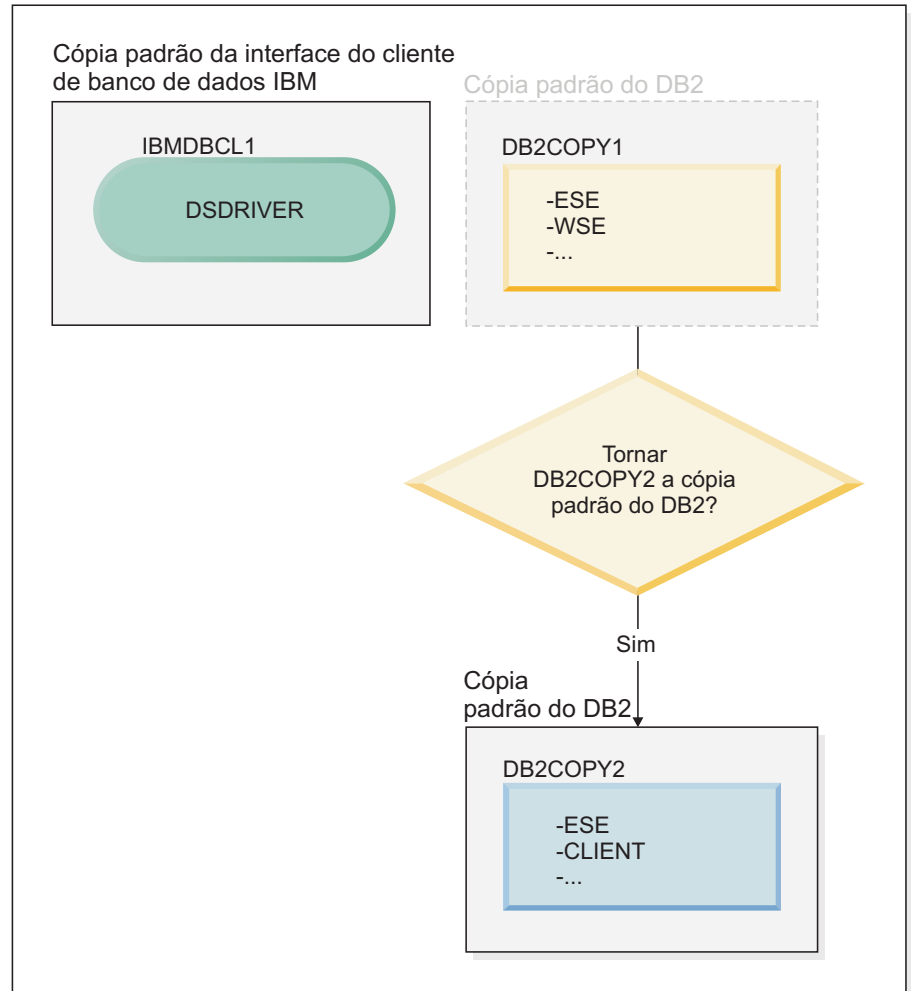 Cópia padrão da interface do cliente
de banco de dados IBM
IBMDBCL1
DSDRIVER
Cópia padrão do DB2
DB2COPY1
-ESE
-WSE
-...
Tornar
DB2COPY2 a cópia
padrão do DB2?
Sim
Cópia
padrão do DB2
DB2COPY2
-ESE
-CLIENT
-...